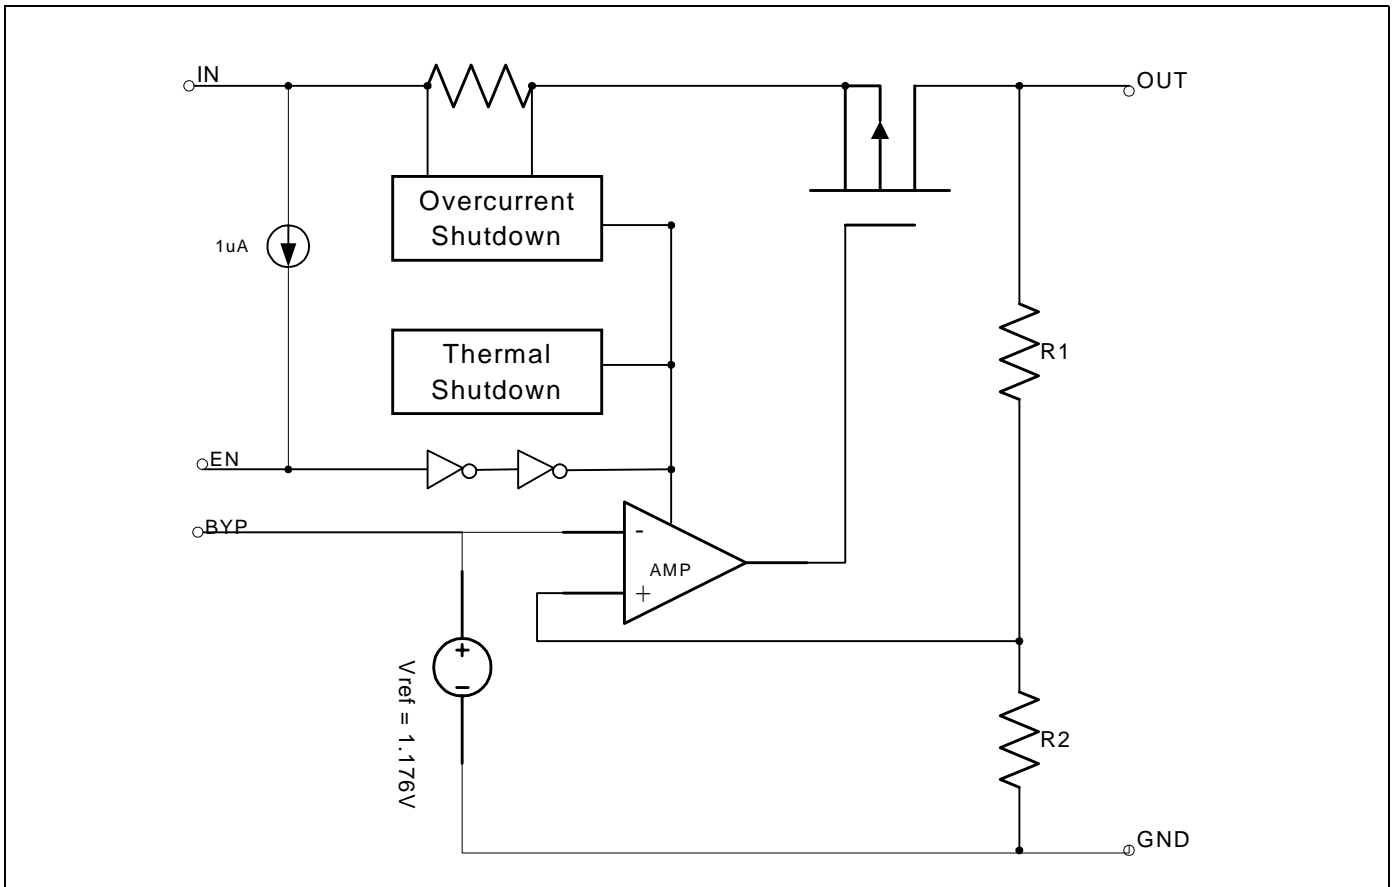 IN
OUT
Overcurrent
Shutdown
1uA
Thermal
Shutdown
R1
EN
BYP
-
AMP
+
+
-
Vref = 1.176V
R2
GND